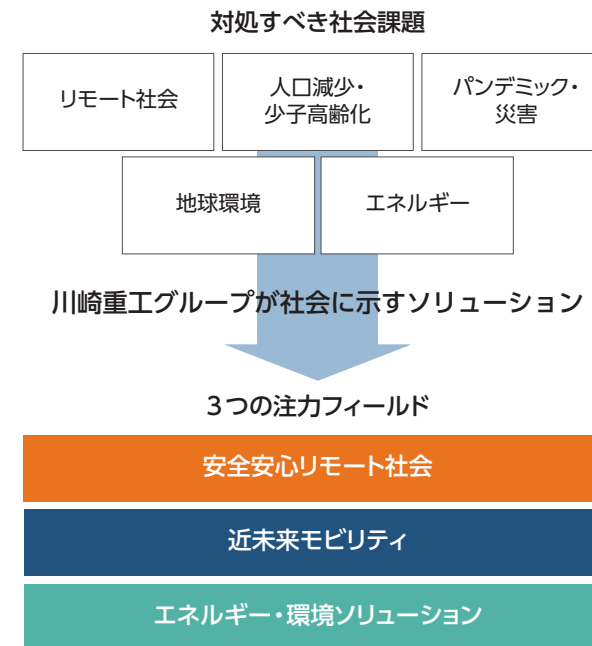 対処すべき社会課題
リモート社会
人口減少・
少子高齢化
パンデミック・
災害
地球環境
エネルギー
川崎重工グループが社会に示すソリューション
3つの注力フィールド
安全安心リモート社会
近未来モビリティ
エネルギー・環境ソリューション